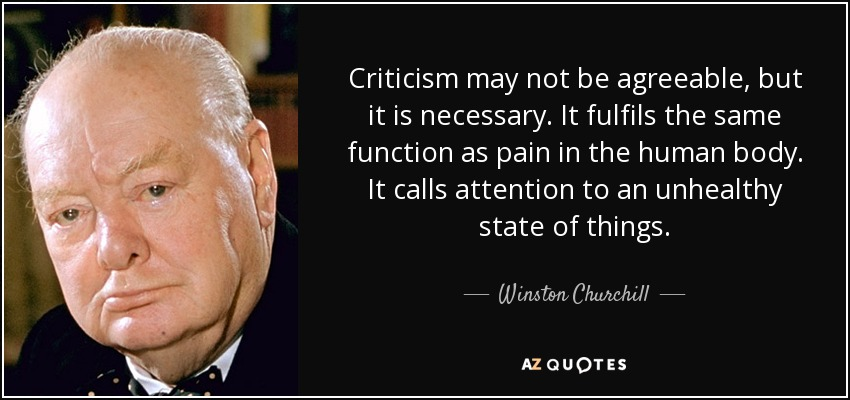 Criticism may not be agreeable, but
it is necessary. It fulfils the same
function as pain in the human body.
It calls attention to an unhealthy
state of things.
Winston Churchill
AZ QUOTES